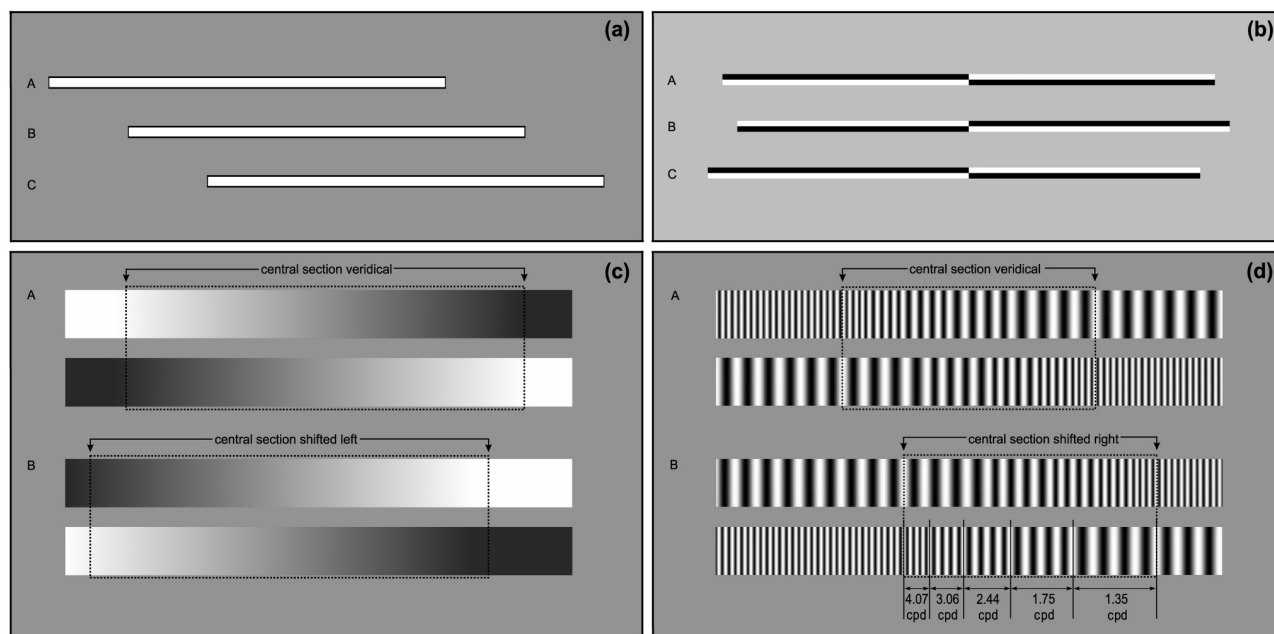 (a)
A
B
C
(b)
A
B
C
(c)
central section veridical
A
central section shifted left
B
(d)
central section veridical
A
central section shifted right
B
4.07 3.06 2.44 1.75 1.35
cpd cpd cpd cpd cpd